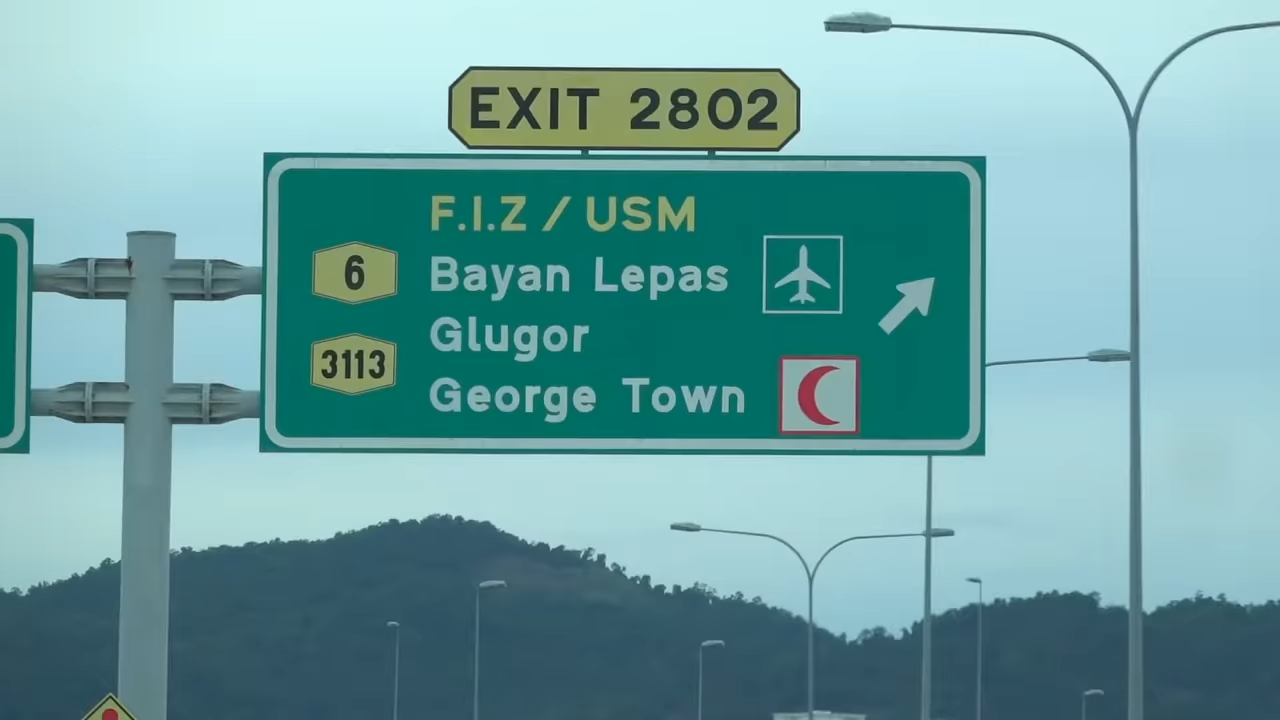 EXIT 2802
F.I.Z / USM
6
Bayan Lepas
Glugor
3113
George Town